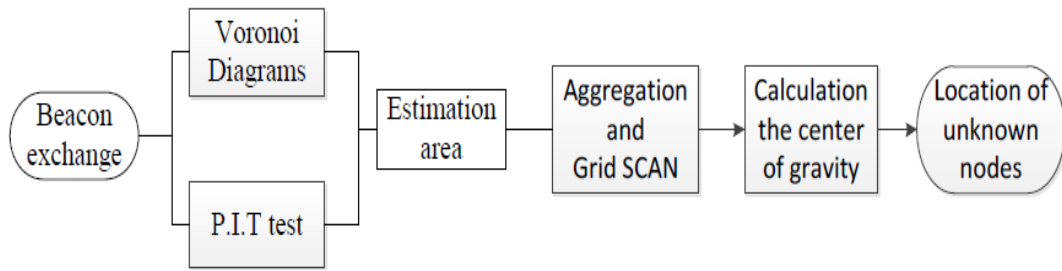 Beacon
exchange
Voronoi
Diagrams
P.I.T test
Estimation
area
Aggregation
and
Grid SCAN
Calculation
the center
of gravity
Location of
unknown
nodes